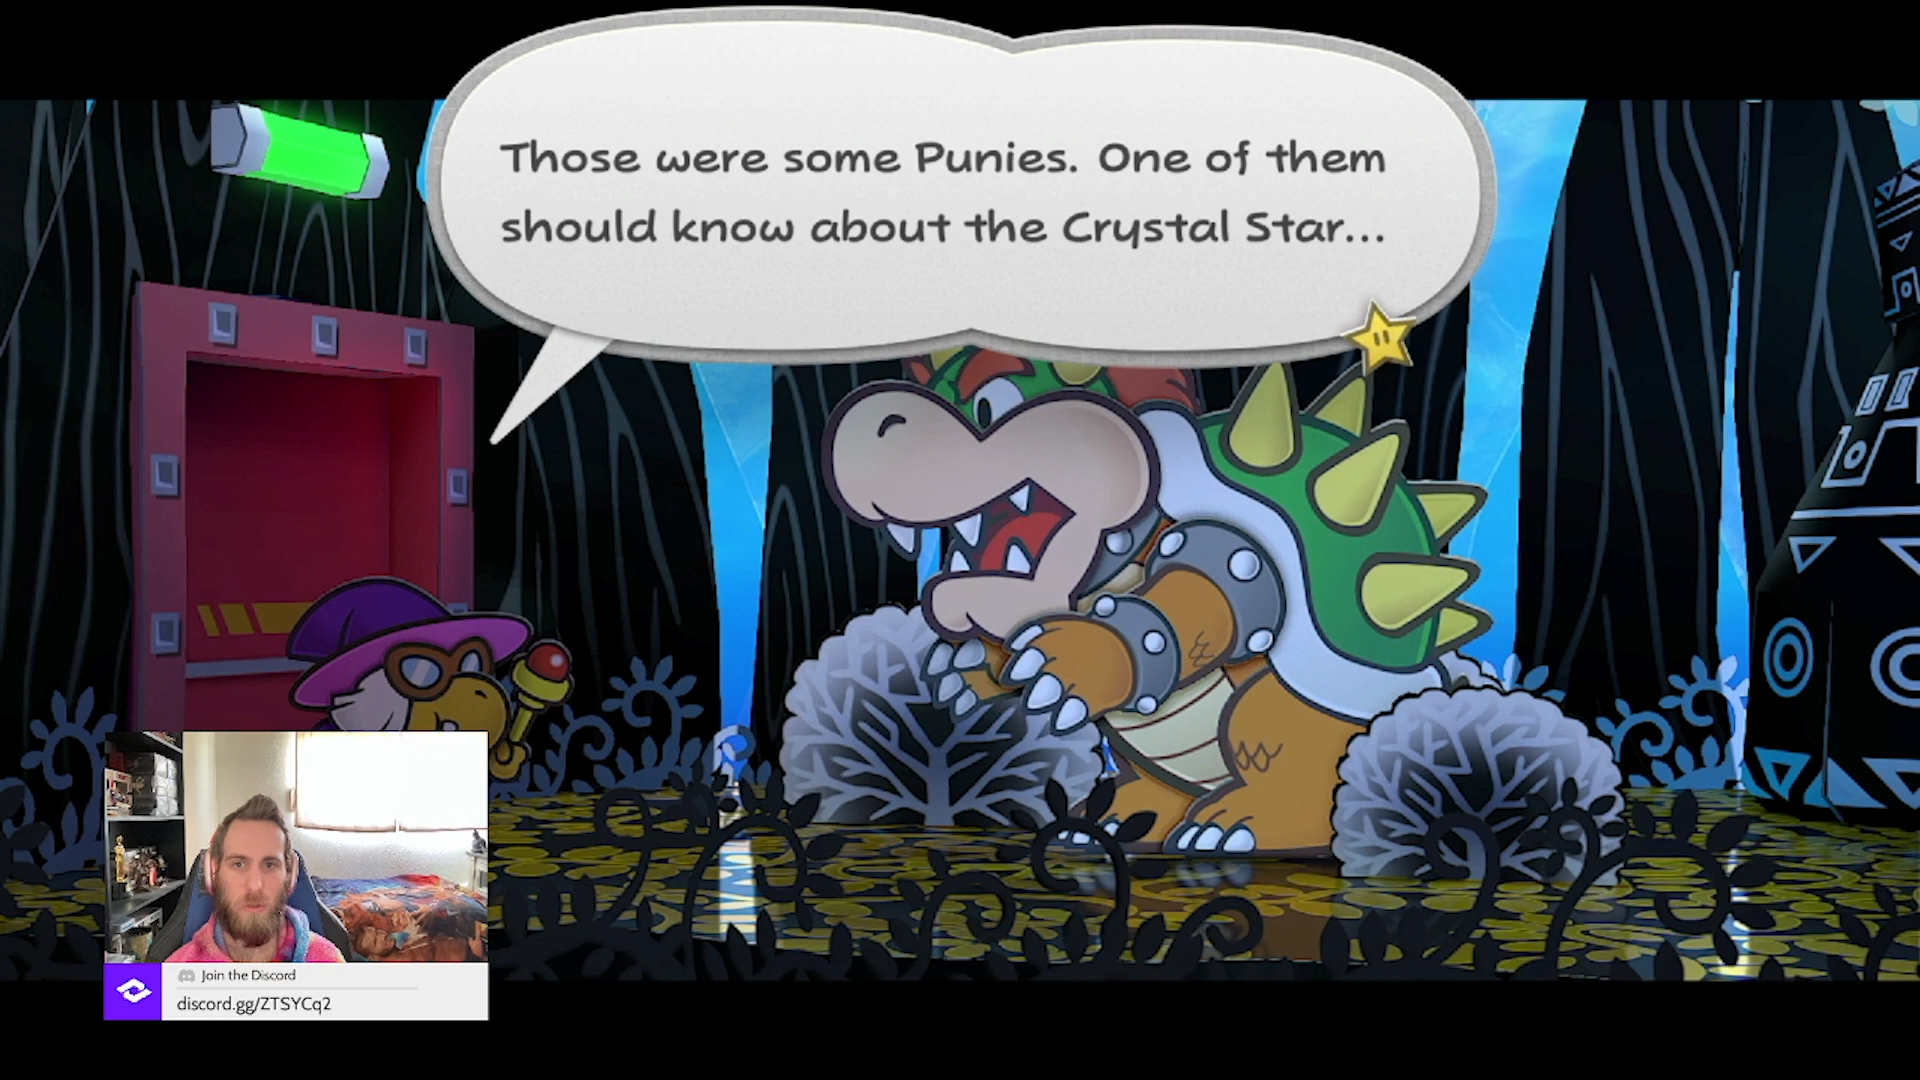 Those were some Punies. One of them
should know about the Crystal Star...
Join the Discord
discord.gg/ZTSYCq2